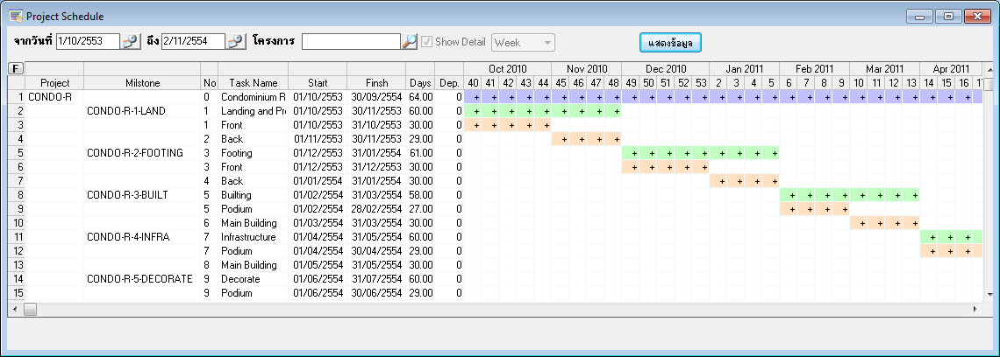 Project Schedule
จากวันที่ 1/10/2553 ถึง 2/11/2554 โครงการ Show Detail Week แสดงข้อมูล
F Oct 2010 Nov 2010 Dec 2010 Jan 2011 Feb 2011 Mar 2011 Apr 2011
Project Milstone No Task Name Start Finsh Days Dep. 40 41 42 43 44 45 46 47 48 49 50 51 52 53 2 3 4 5 6 7 8 9 10 11 12 13 14 15 16
1 CONDO-R 0 Condominium R 01/10/2553 30/09/2554 64.00 0 + + + + + + + + + + + + + + + + + + + + + + + + + + + + + +
2 CONDO-R-1-LAND 1 Landing and Pr 01/10/2553 30/11/2553 60.00 0 + + + + + + + + +
3 1 Front 01/10/2553 31/10/2553 30.00 0 + + + + +
4 2 Back 01/11/2553 30/11/2553 29.00 0 + + + +
5 CONDO-R-2-FOOTING 3 Footing 01/12/2553 31/01/2554 61.00 0 + + + + + + + + +
6 3 Front 01/12/2553 31/12/2553 30.00 0 + + + + +
7 4 Back 01/01/2554 31/01/2554 30.00 0 + + + +
8 CONDO-R-3-BUILT 5 Builting 01/02/2554 31/03/2554 58.00 0 + + + + + + + +
9 5 Podium 01/02/2554 28/02/2554 27.00 0 + + + +
10 6 Main Building 01/03/2554 31/03/2554 30.00 0 + + + +
11 CONDO-R-4-INFRA 7 Infrastructure 01/04/2554 31/05/2554 60.00 0 + + + +
12 7 Podium 01/04/2554 30/04/2554 29.00 0 + + + +
13 8 Main Building 01/05/2554 31/05/2554 30.00 0
14 CONDO-R-5-DECORATE 9 Decorate 01/06/2554 31/07/2554 60.00 0
15 9 Podium 01/06/2554 30/06/2554 29.00 0